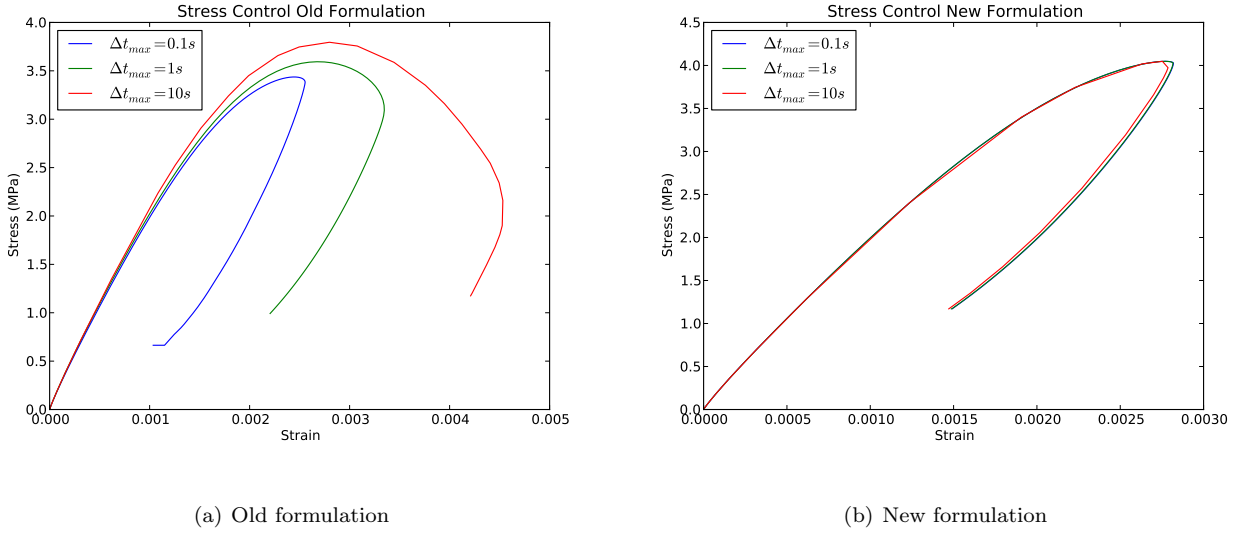 Stress Control Old Formulation
Δt_max=0.1s
Δt_max=1s
Δt_max=10s
4.0
3.5
3.0
2.5
2.0
1.5
1.0
0.5
0.0
Stress (MPa)
0.000 0.001 0.002 0.003 0.004 0.005
Strain
(a) Old formulation
Stress Control New Formulation
Δt_max=0.1s
Δt_max=1s
Δt_max=10s
4.5
4.0
3.5
3.0
2.5
2.0
1.5
1.0
0.5
0.0
Stress (MPa)
0.0000 0.0005 0.0010 0.0015 0.0020 0.0025 0.0030
Strain
(b) New formulation